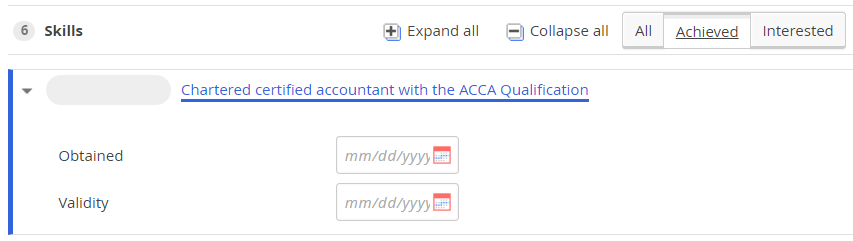 6 Skills Expand all Collapse all All Achieved Interested
Chartered certified accountant with the ACCA Qualification
Obtained mm/dd/yyyy
Validity mm/dd/yyyy